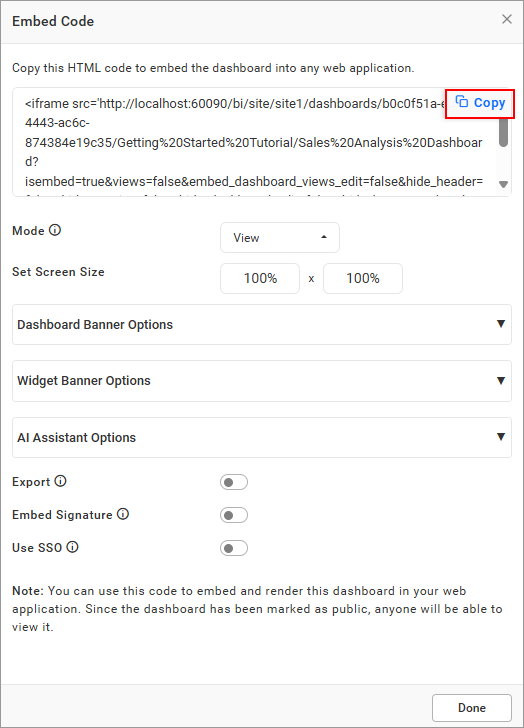 Embed Code
Copy this HTML code to embed the dashboard into any web application.
<iframe src='http://localhost:60090/bi/site/site1/dashboards/b0c0f51a-e
Copy
4443-ac6c-
874384e19c35/Getting%20Started%20Tutorial/Sales%20Analysis%20Dashboar
d?
isembed=true&views=false&embed_dashboard_views_edit=false&hide_header=
Mode
View
Set Screen Size
100% x 100%
Dashboard Banner Options
Widget Banner Options
AI Assistant Options
Export
Embed Signature
Use SSO
Note: You can use this code to embed and render this dashboard in your web
application. Since the dashboard has been marked as public, anyone will be able to
view it.
Done